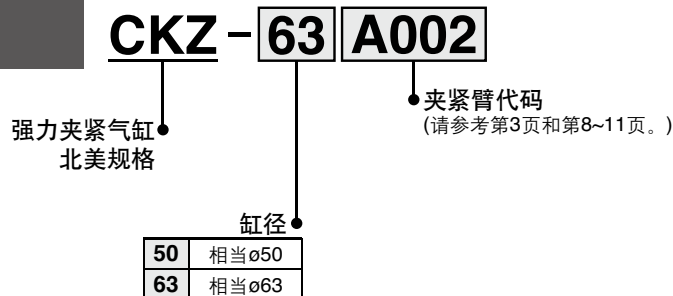 CKZ-63A002
夹紧臂代码
(请参考第3页和第8~11页。)
强力夹紧气缸
北美规格
缸径
50 相当ø50
63 相当ø63